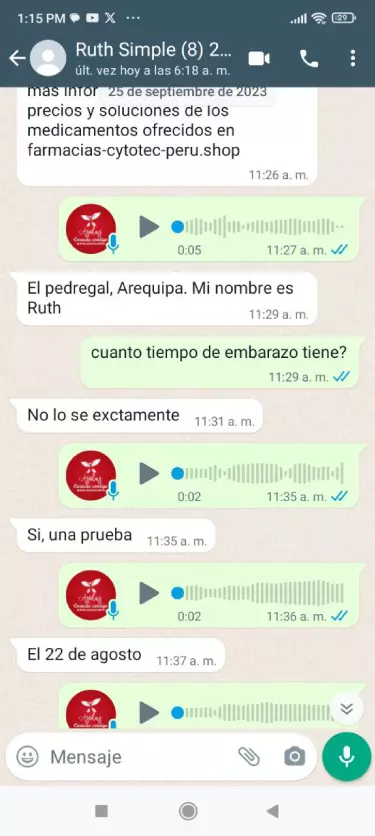 1:15 PM ··· 29
Ruth Simple (8) 2...
últ. vez hoy a las 6:18 a. m.
más infor
25 de septiembre de 2023
precios y soluciones de los
medicamentos ofrecidos en
farmacias-cytotec-peru.shop
11:26 a. m.
0:05 11:27 a. m.
El pedregal, Arequipa. Mi nombre es
Ruth
11:29 a. m.
cuanto tiempo de embarazo tiene?
11:29 a. m.
No lo se exctamente 11:31 a. m.
0:02 11:35 a. m.
Si, una prueba 11:35 a. m.
0:02 11:36 a. m.
El 22 de agosto 11:37 a. m.
Mensaje